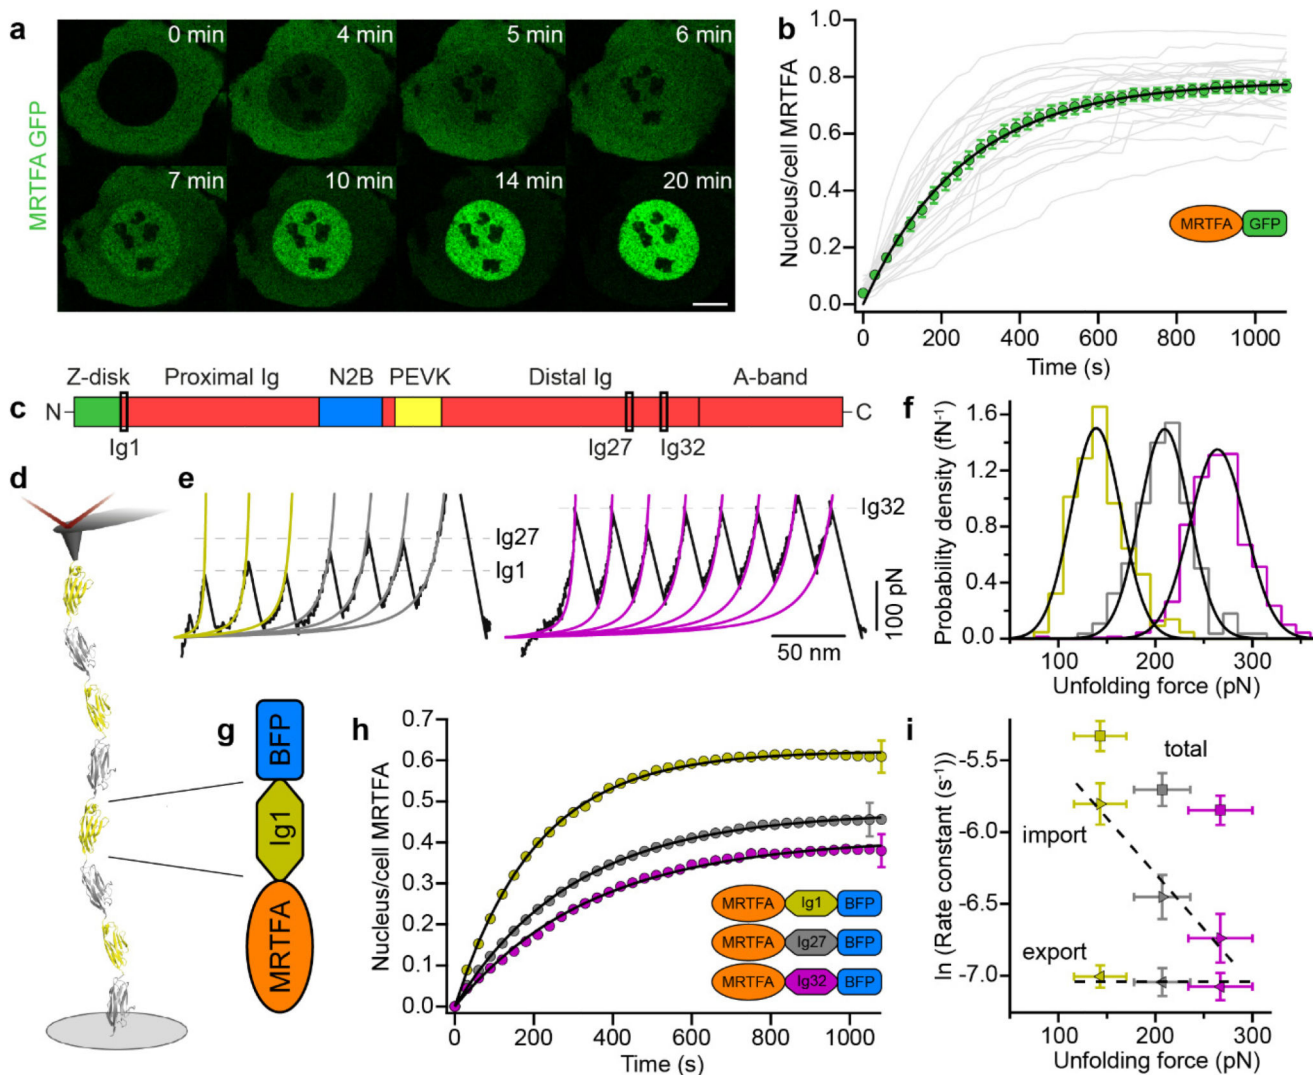 a
MRTFA GFP
0 min
4 min
5 min
6 min
7 min
10 min
14 min
20 min
b
Nucleus/cell MRTFA
0.8
0.6
0.4
0.2
0.0
0 200 400 600 800 1000
Time (s)
MRTFA GFP
c
Z-disk Proximal Ig N2B PEVK Distal Ig A-band
N C
Ig1 Ig27 Ig32
d
e
Ig27
Ig1
Ig32
100 pN
50 nm
f
Probability density (fN⁻¹)
1.6
1.2
0.8
0.4
0.0
100 200 300
Unfolding force (pN)
g
BFP
Ig1
MRTFA
h
Nucleus/cell MRTFA
0.7
0.6
0.5
0.4
0.3
0.2
0.1
0.0
0 200 400 600 800 1000
Time (s)
MRTFA Ig1 BFP
MRTFA Ig27 BFP
MRTFA Ig32 BFP
i
ln (Rate constant (s⁻¹))
-5.5
-6.0
-6.5
-7.0
total
import
export
100 200 300
Unfolding force (pN)